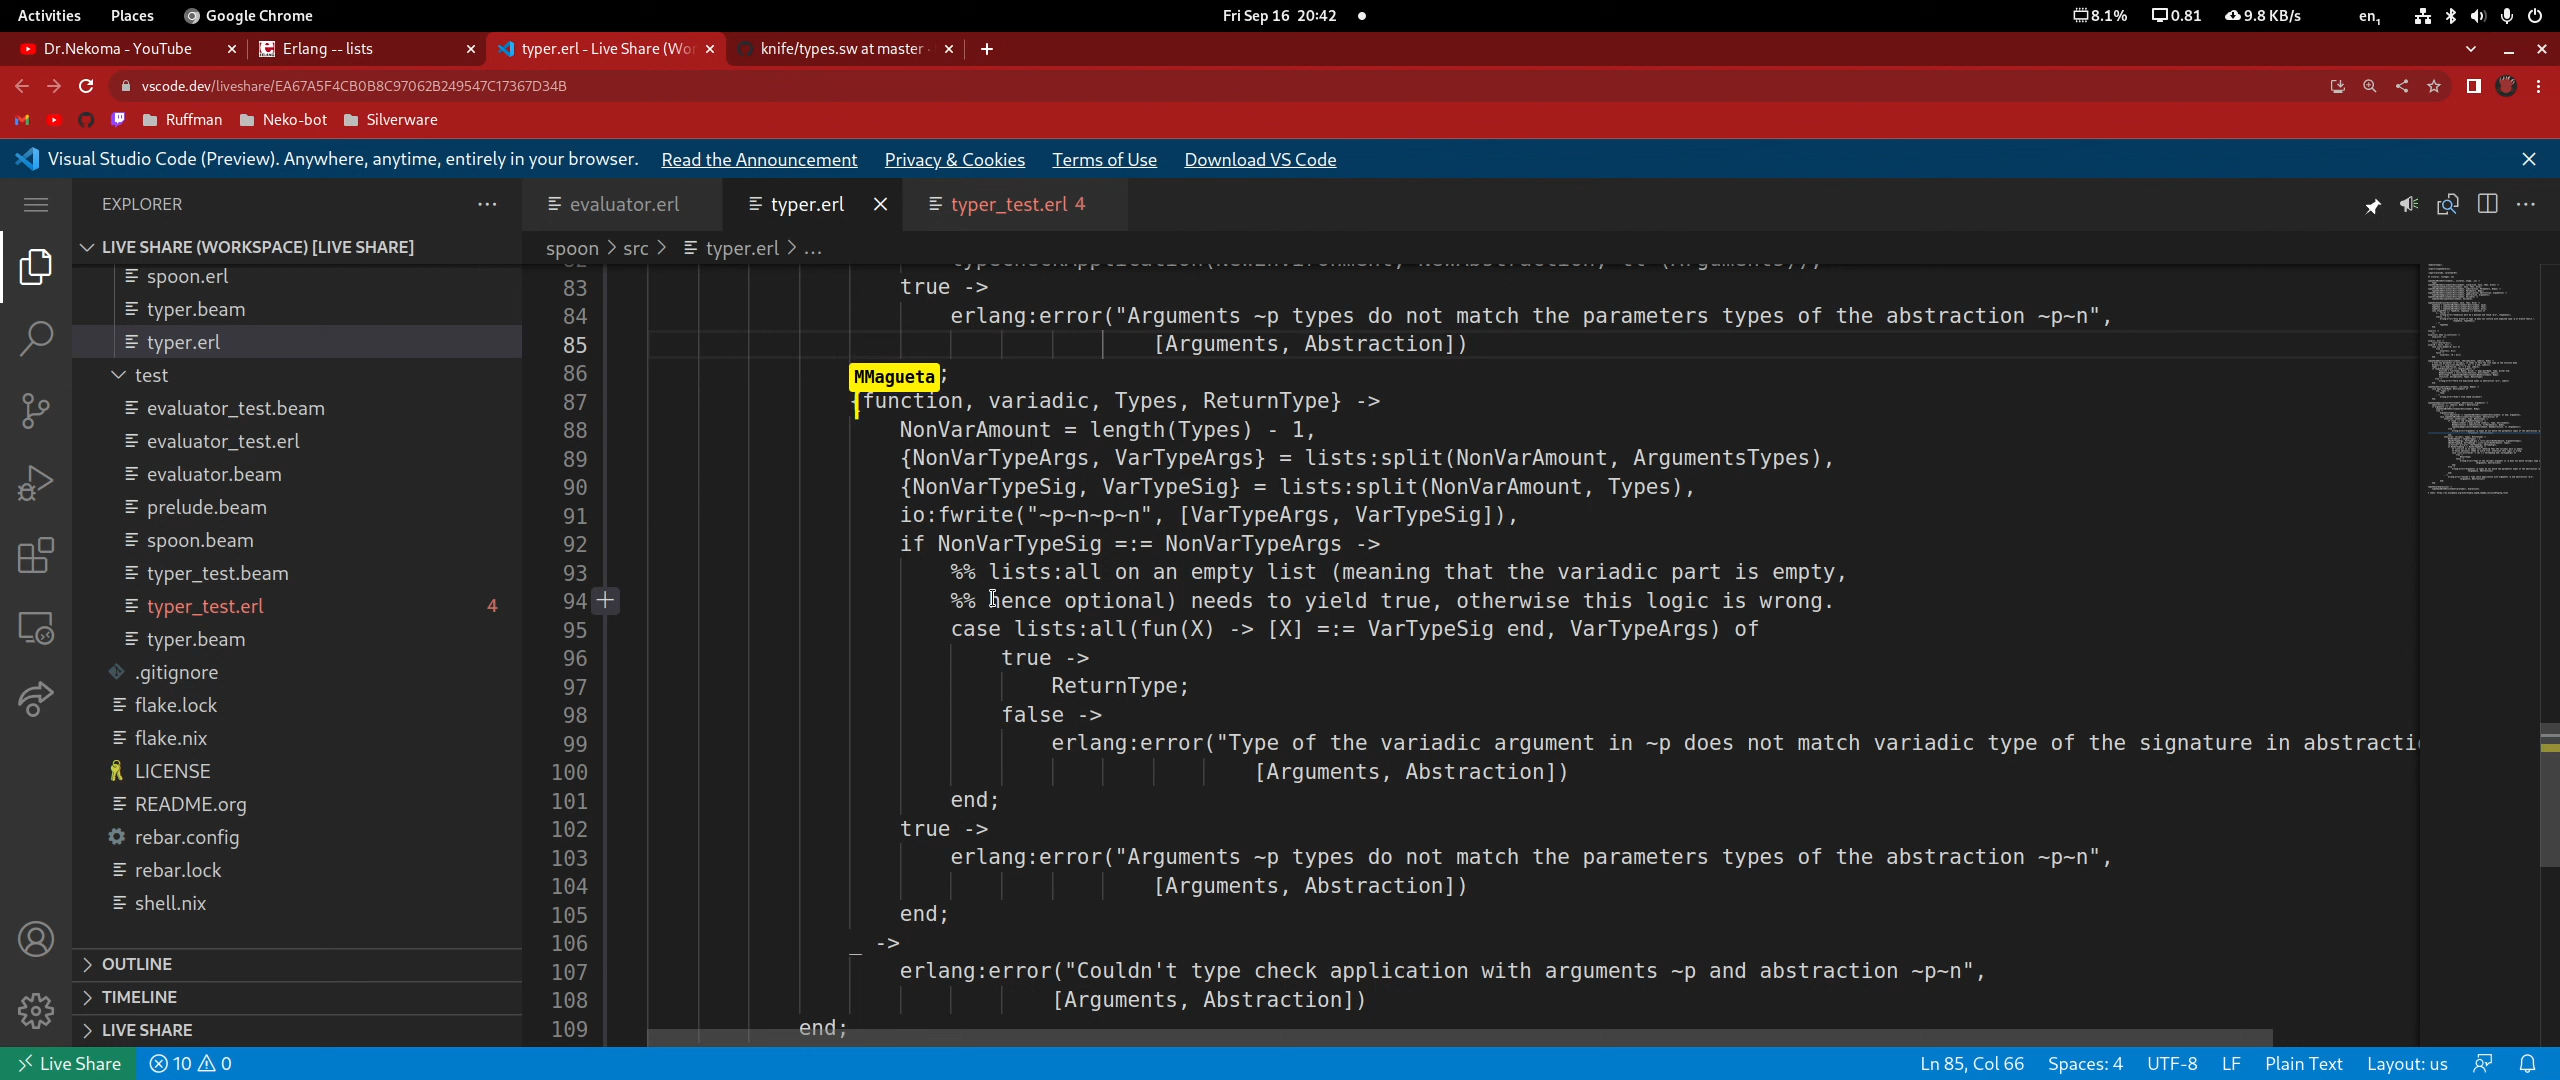 Activities Places Google Chrome Fri Sep 16 20:42 8.1% 0.81 9.8 KB/s en1
Dr.Nekoma - YouTube Erlang -- lists typer.erl - Live Share (Wor knife/types.sw at master
vscode.dev/liveshare/EA67A5F4CB0B8C97062B249547C17367D34B
Ruffman Neko-bot Silverware
Visual Studio Code (Preview). Anywhere, anytime, entirely in your browser. Read the Announcement Privacy & Cookies Terms of Use Download VS Code
EXPLORER
LIVE SHARE (WORKSPACE) [LIVE SHARE]
spoon.erl
typer.beam
typer.erl
test
evaluator_test.beam
evaluator_test.erl
evaluator.beam
prelude.beam
spoon.beam
typer_test.beam
typer_test.erl 4
typer.beam
.gitignore
flake.lock
flake.nix
LICENSE
README.org
rebar.config
rebar.lock
shell.nix
OUTLINE
TIMELINE
LIVE SHARE
evaluator.erl typer.erl typer_test.erl 4
spoon > src > typer.erl > ...
83 true ->
84 erlang:error("Arguments ~p types do not match the parameters types of the abstraction ~p~n",
85 [Arguments, Abstraction])
86 MMagueta ;
87 {function, variadic, Types, ReturnType} ->
88 NonVarAmount = length(Types) - 1,
89 {NonVarTypeArgs, VarTypeArgs} = lists:split(NonVarAmount, ArgumentsTypes),
90 {NonVarTypeSig, VarTypeSig} = lists:split(NonVarAmount, Types),
91 io:fwrite("~p~n~p~n", [VarTypeArgs, VarTypeSig]),
92 if NonVarTypeSig =:= NonVarTypeArgs ->
93 %% lists:all on an empty list (meaning that the variadic part is empty,
94 %% hence optional) needs to yield true, otherwise this logic is wrong.
95 case lists:all(fun(X) -> [X] =:= VarTypeSig end, VarTypeArgs) of
96 true ->
97 ReturnType;
98 false ->
99 erlang:error("Type of the variadic argument in ~p does not match variadic type of the signature in abstracti
100 [Arguments, Abstraction])
101 end;
102 true ->
103 erlang:error("Arguments ~p types do not match the parameters types of the abstraction ~p~n",
104 [Arguments, Abstraction])
105 end;
106 _ ->
107 erlang:error("Couldn't type check application with arguments ~p and abstraction ~p~n",
108 [Arguments, Abstraction])
109 end;
Live Share 10 0 Ln 85, Col 66 Spaces: 4 UTF-8 LF Plain Text Layout: us